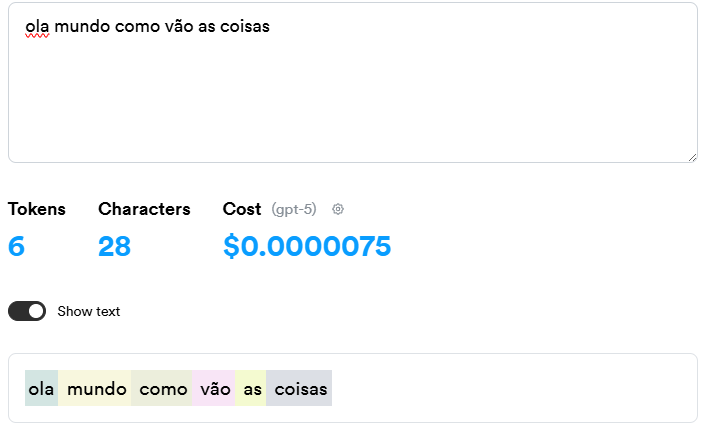 ola mundo como vão as coisas
Tokens Characters Cost (gpt-5)
6 28 $0.0000075
Show text
ola mundo como vão as coisas